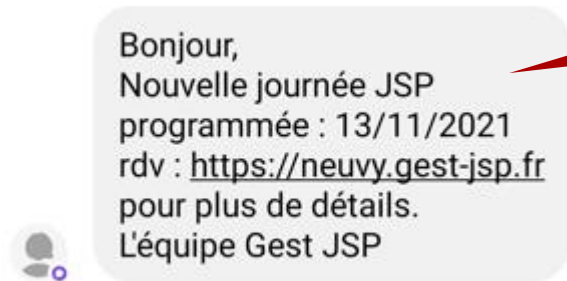 Bonjour,
Nouvelle journée JSP
programmée : 13/11/2021
rdv : https://neuvy.gest-jsp.fr
pour plus de détails.
L'équipe Gest JSP